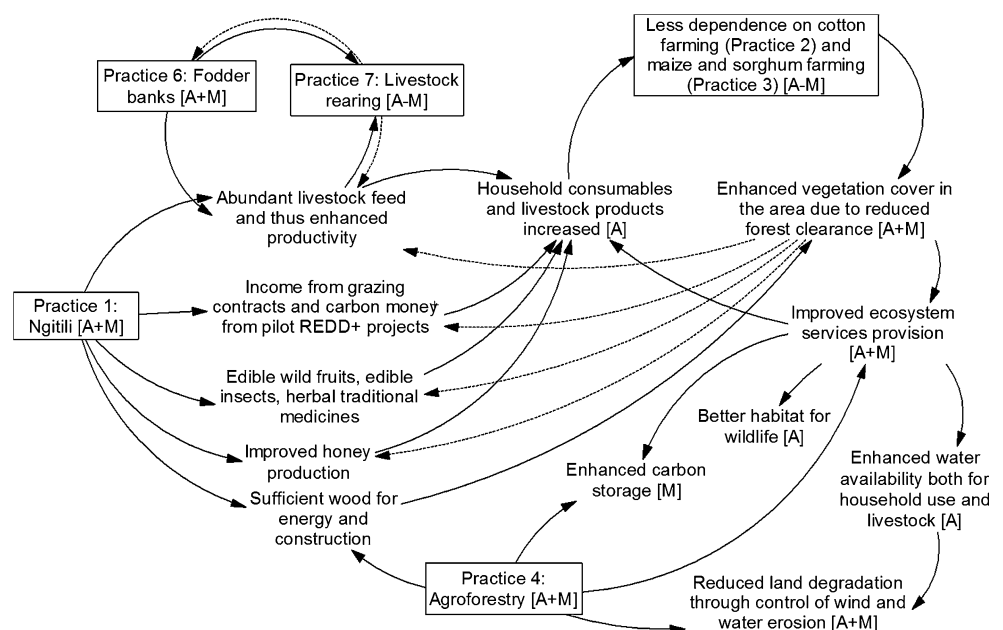 Less dependence on cotton
farming (Practice 2) and
maize and sorghum farming
(Practice 3) [A-M]
Practice 6: Fodder
banks [A+M]
Practice 7: Livestock
rearing [A-M]
Abundant livestock feed
and thus enhanced
productivity
Household consumables
and livestock products
increased [A]
Enhanced vegetation cover in
the area due to reduced
forest clearance [A+M]
Practice 1:
Ngitili [A+M]
Income from grazing
contracts and carbon money
from pilot REDD+ projects
Improved ecosystem
services provision
[A+M]
Edible wild fruits, edible
insects, herbal traditional
medicines
Better habitat for
wildlife [A]
Improved honey
production
Enhanced carbon
storage [M]
Enhanced water
availability both for
household use and
livestock [A]
Sufficient wood for
energy and
construction
Practice 4:
Agroforestry [A+M]
Reduced land degradation
through control of wind and
water erosion [A+M]